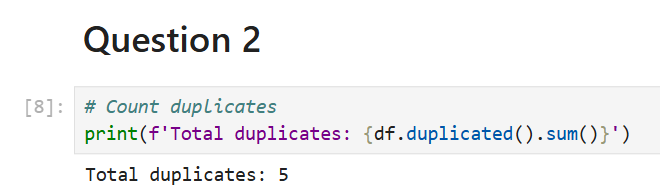 Question 2
[8]:
# Count duplicates
print(f'Total duplicates: {df.duplicated().sum()}')
Total duplicates: 5